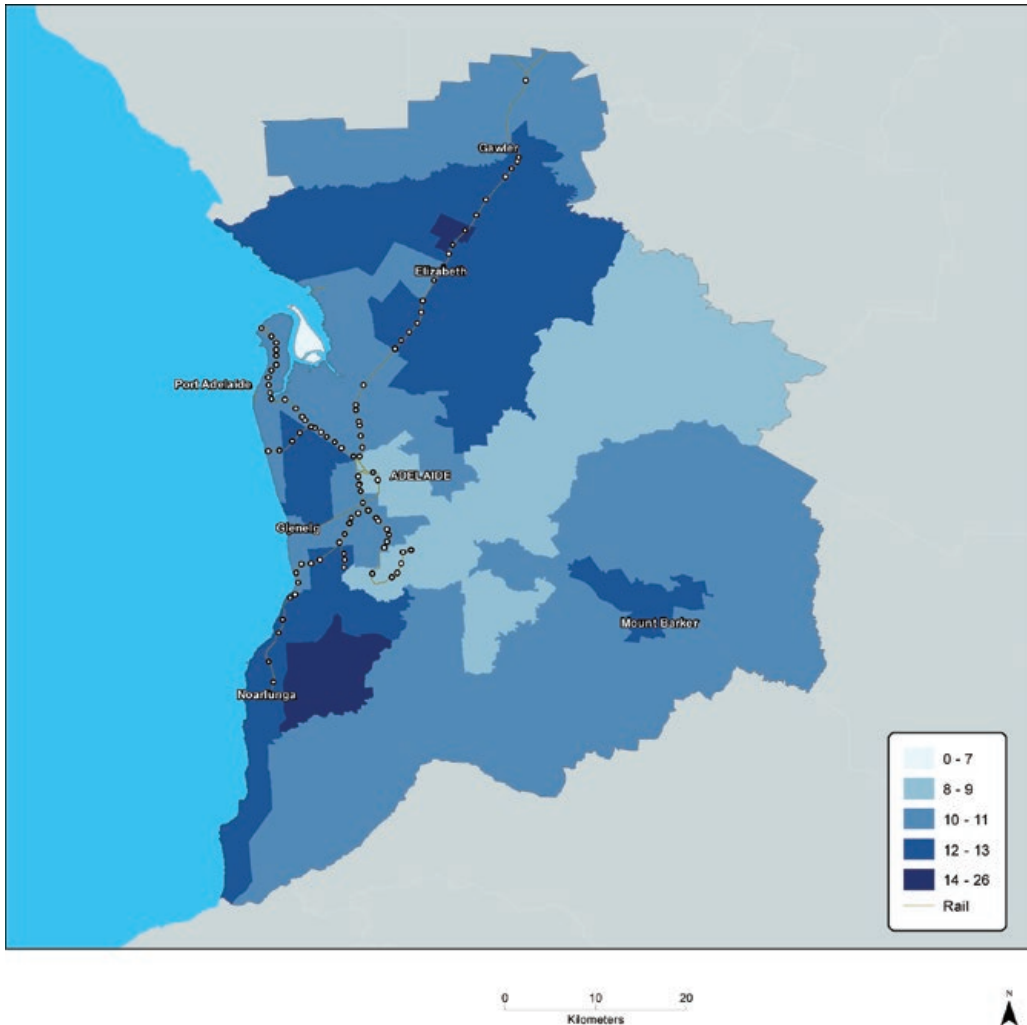 Gawler
Elizabeth
Port Adelaide
ADELAIDE
Glenelg
Mount Barker
Noarlunga
0 - 7
8 - 9
10 - 11
12 - 13
14 - 26
Rail
0 10 20
Kilometers
N